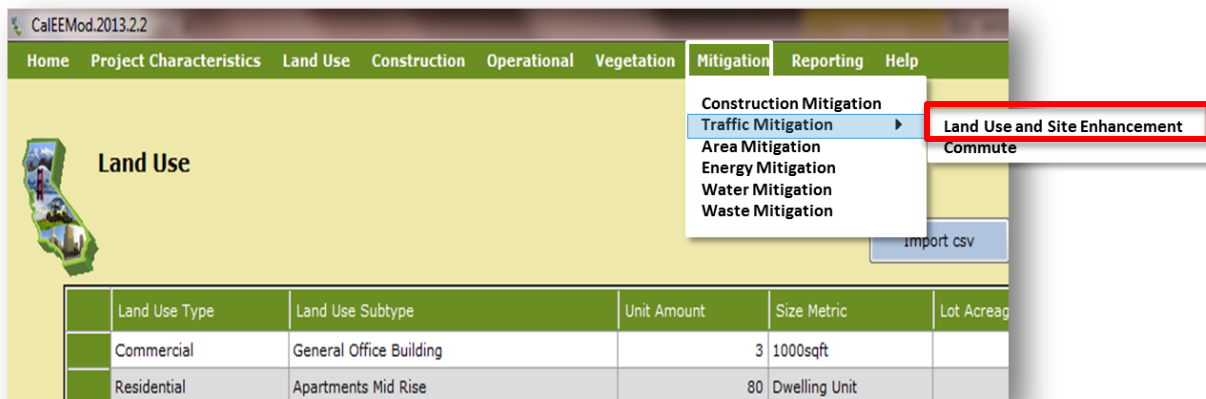 CalEEMod.2013.2.2
Home Project Characteristics Land Use Construction Operational Vegetation Mitigation Reporting Help
Construction Mitigation
Traffic Mitigation
Land Use and Site Enhancement
Area Mitigation
Commute
Energy Mitigation
Water Mitigation
Waste Mitigation
Land Use
Import csv
Land Use Type Land Use Subtype Unit Amount Size Metric Lot Acreag
Commercial General Office Building 3 1000sqft
Residential Apartments Mid Rise 80 Dwelling Unit